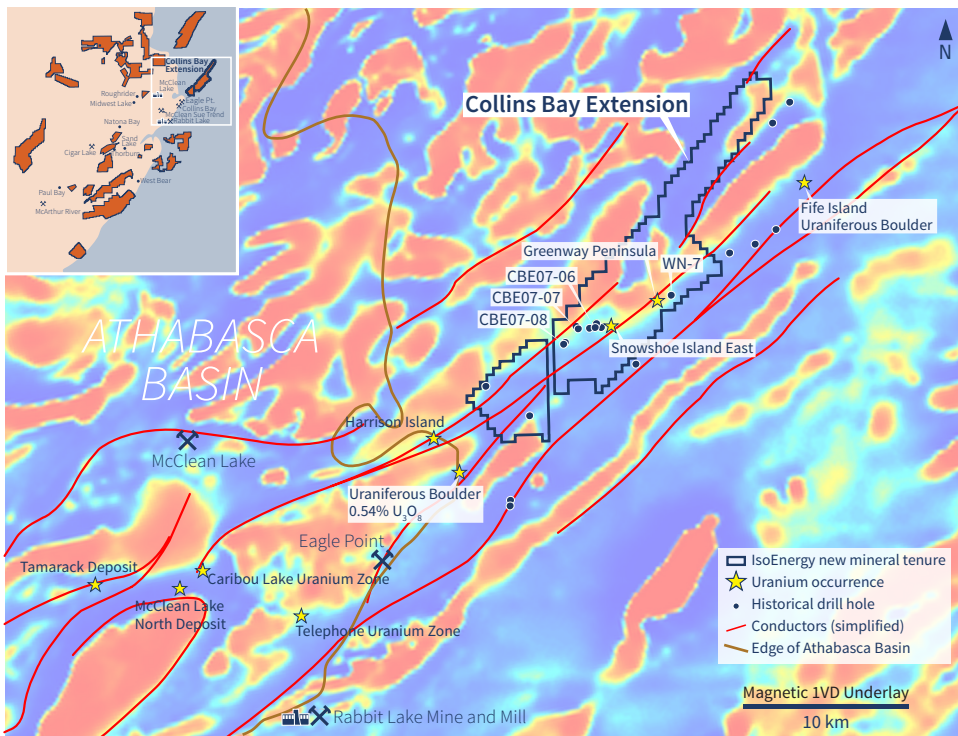 Collins Bay
Extension
McClean
Lake
Roughrider
Midwest Lake
Eagle Pt.
Collins Bay
McClean Sue Trend
Rabbit Lake
Natona Bay
Sand
Lake
Thorburn
Cigar Lake
West Bear
Paul Bay
McArthur River
N
Collins Bay Extension
Fife Island
Uraniferous Boulder
Greenway Peninsula
WN-7
CBE07-06
CBE07-07
CBE07-08
Snowshoe Island East
ATHABASCA
BASIN
Harrison Island
McClean Lake
Uraniferous Boulder
0.54% U₃O₈
Eagle Point
Tamarack Deposit
Caribou Lake Uranium Zone
McClean Lake
North Deposit
Telephone Uranium Zone
Rabbit Lake Mine and Mill
IsoEnergy new mineral tenure
Uranium occurrence
Historical drill hole
Conductors (simplified)
Edge of Athabasca Basin
Magnetic 1VD Underlay
10 km